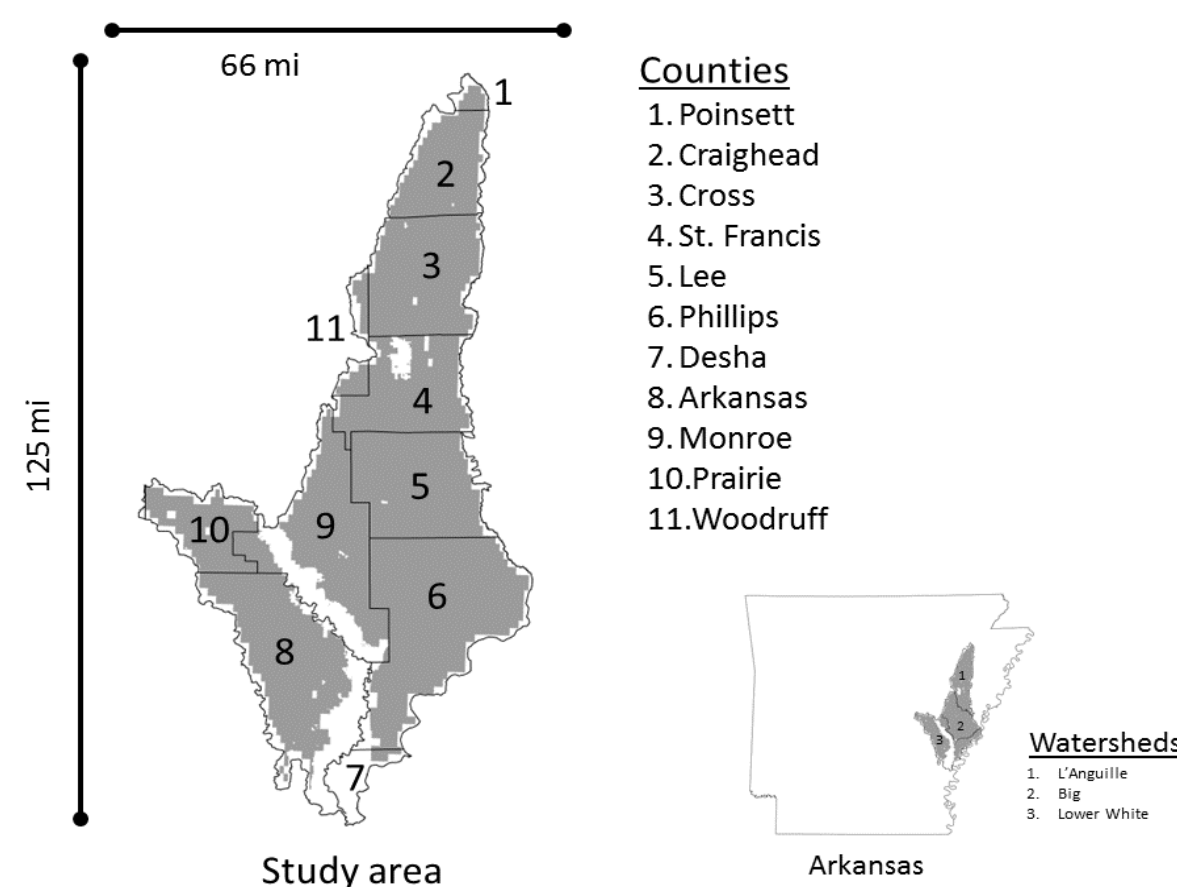 66 mi
125 mi
1
2
3
11
4
5
10
9
6
8
7
Study area
Counties
1. Poinsett
2. Craighead
3. Cross
4. St. Francis
5. Lee
6. Phillips
7. Desha
8. Arkansas
9. Monroe
10.Prairie
11.Woodruff
1
2
3
Arkansas
Watersheds
1. L'Anguille
2. Big
3. Lower White